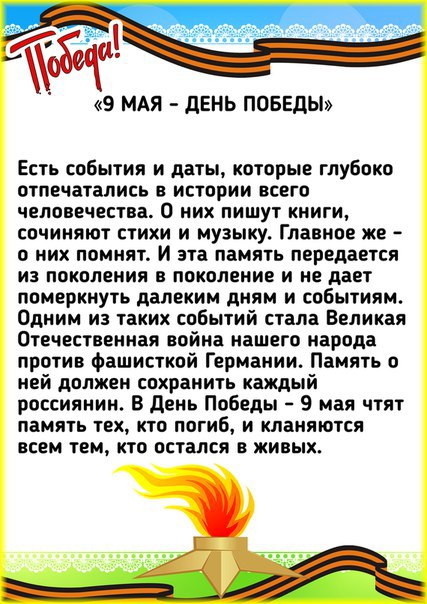 Победа!
«9 МАЯ – ДЕНЬ ПОБЕДЫ»
Есть события и даты, которые глубоко
отпечатались в истории всего
человечества. О них пишут книги,
сочиняют стихи и музыку. Главное же –
о них помнят. И эта память передается
из поколения в поколение и не дает
померкнуть далеким дням и событиям.
Одним из таких событий стала Великая
Отечественная война нашего народа
против фашисткой Германии. Память о
ней должен сохранить каждый
россиянин. В День Победы – 9 мая чтят
память тех, кто погиб, и кланяются
всем тем, кто остался в живых.